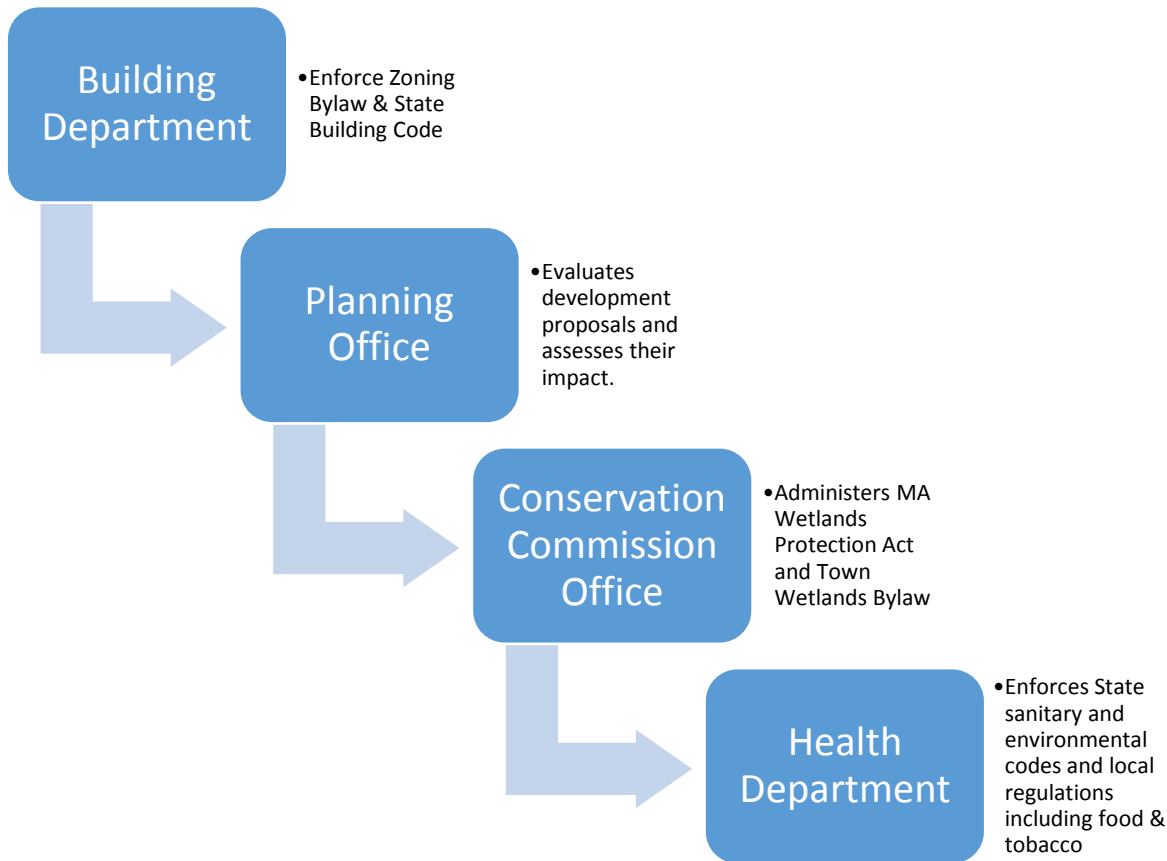 Building
Department
•Enforce Zoning
Bylaw & State
Building Code
Planning
Office
•Evaluates
development
proposals and
assesses their
impact.
Conservation
Commission
Office
•Administers MA
Wetlands
Protection Act
and Town
Wetlands Bylaw
Health
Department
•Enforces State
sanitary and
environmental
codes and local
regulations
including food &
tobacco